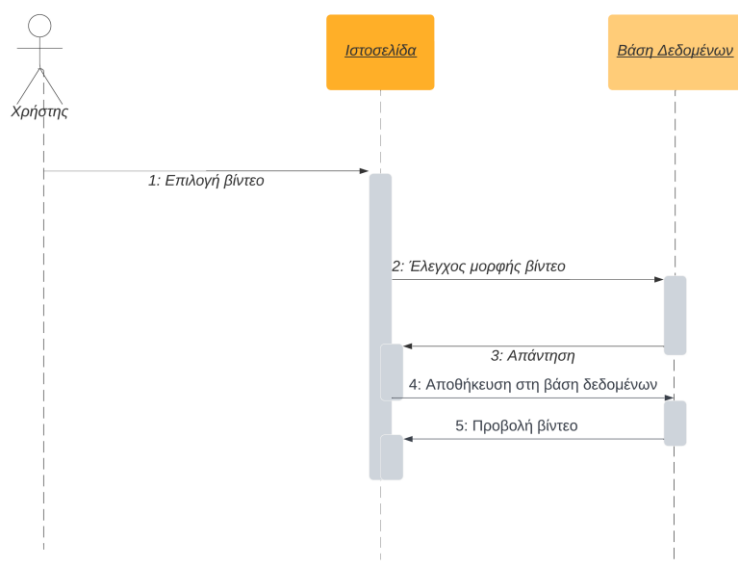 Ιστοσελίδα
Βάση Δεδομένων
Χρήστης
1: Επιλογή βίντεο
2: Έλεγχος μορφής βίντεο
3: Απάντηση
4: Αποθήκευση στη βάση δεδομένων
5: Προβολή βίντεο